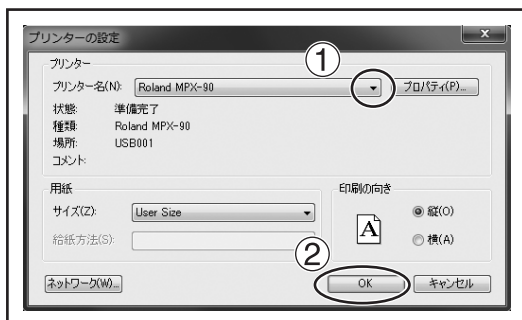 プリンターの設定
x
①
プリンター
プリンター名(N): Roland MPX-90 プロパティ(P)...
状態: 準備完了
種類: Roland MPX-90
場所: USB001
コメント:
用紙 印刷の向き
サイズ(Z): User Size 縦(O)
給紙方法(S): A 横(A)
②
ネットワーク(W)... OK キャンセル